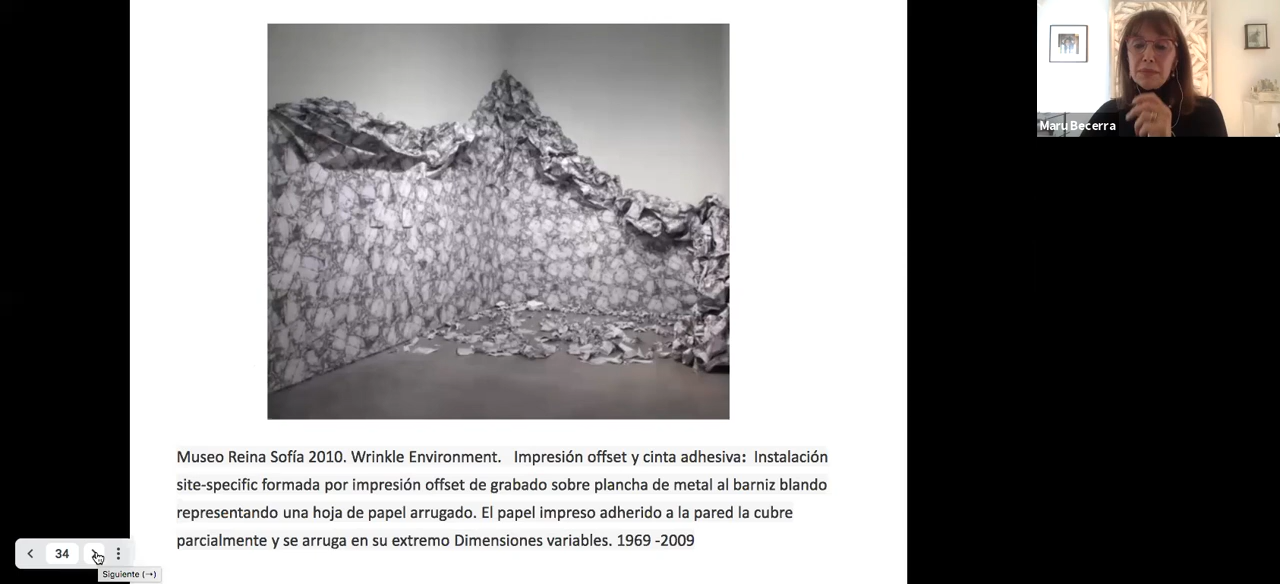 Maru Becerra
Museo Reina Sofía 2010. Wrinkle Environment.   Impresión offset y cinta adhesiva:  Instalación
site-specific formada por impresión offset de grabado sobre plancha de metal al barniz blando
representando una hoja de papel arrugado. El papel impreso adherido a la pared la cubre
parcialmente y se arruga en su extremo Dimensiones variables. 1969 -2009
34
Siguiente (→)